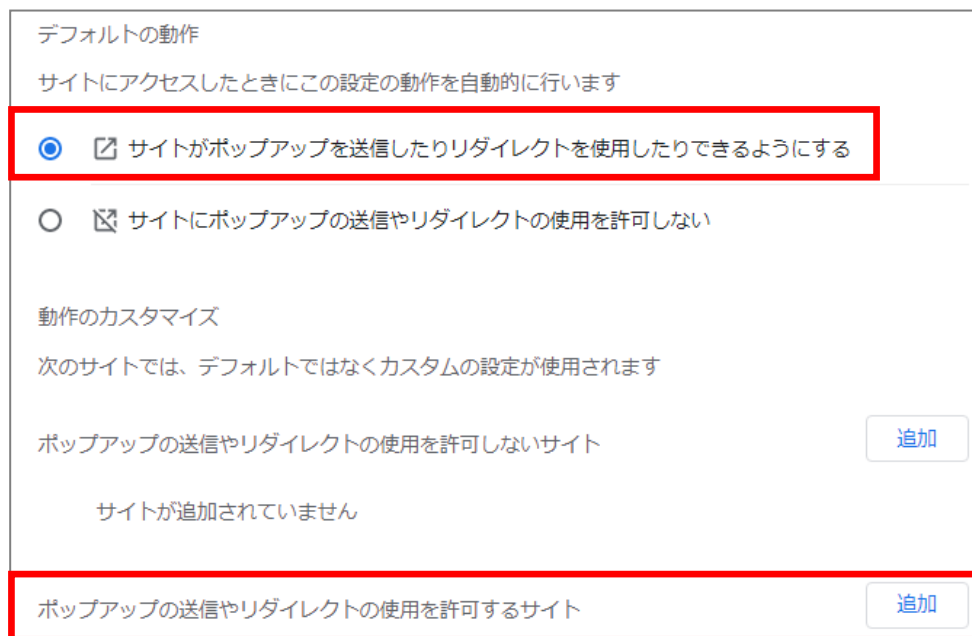 デフォルトの動作
サイトにアクセスしたときにこの設定の動作を自動的に行います
サイトがポップアップを送信したりリダイレクトを使用したりできるようにする
サイトにポップアップの送信やリダイレクトの使用を許可しない
動作のカスタマイズ
次のサイトでは、デフォルトではなくカスタムの設定が使用されます
ポップアップの送信やリダイレクトの使用を許可しないサイト 追加
サイトが追加されていません
ポップアップの送信やリダイレクトの使用を許可するサイト 追加